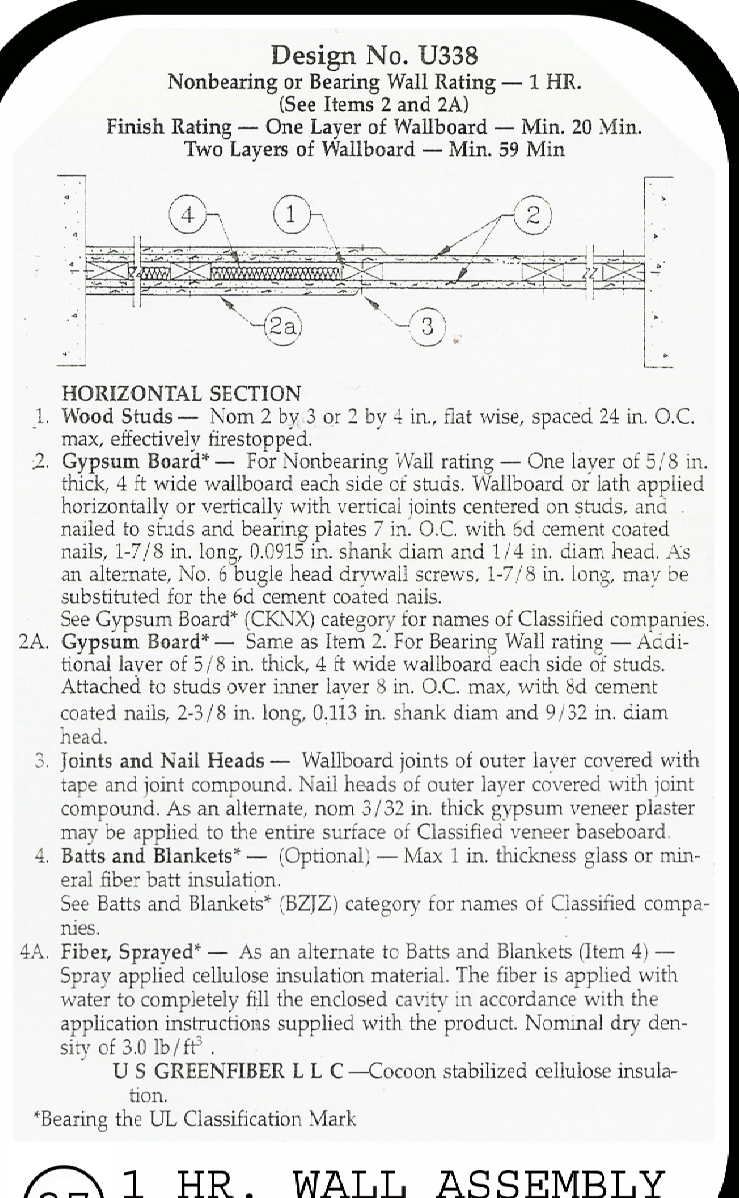 Design No. U338
Nonbearing or Bearing Wall Rating — 1 HR.
(See Items 2 and 2A)
Finish Rating — One Layer of Wallboard — Min. 20 Min.
Two Layers of Wallboard — Min. 59 Min
4
1
2
2a
3
HORIZONTAL SECTION
1. Wood Studs — Nom 2 by 3 or 2 by 4 in., flat wise, spaced 24 in. O.C.
max, effectively firestopped.
2. Gypsum Board* — For Nonbearing Wall rating — One layer of 5/8 in.
thick, 4 ft wide wallboard each side of studs. Wallboard or lath applied
horizontally or vertically with vertical joints centered on studs, and
nailed to studs and bearing plates 7 in. O.C. with 6d cement coated
nails, 1-7/8 in. long, 0.0915 in. shank diam and 1/4 in. diam head. As
an alternate, No. 6 bugle head drywall screws, 1-7/8 in. long, may be
substituted for the 6d cement coated nails.
See Gypsum Board* (CKNX) category for names of Classified companies.
2A. Gypsum Board* — Same as Item 2. For Bearing Wall rating — Addi-
tional layer of 5/8 in. thick, 4 ft wide wallboard each side of studs.
Attached to studs over inner layer 8 in. O.C. max, with 8d cement
coated nails, 2-3/8 in. long, 0.113 in. shank diam and 9/32 in. diam
head.
3. Joints and Nail Heads — Wallboard joints of outer layer covered with
tape and joint compound. Nail heads of outer layer covered with joint
compound. As an alternate, nom 3/32 in. thick gypsum veneer plaster
may be applied to the entire surface of Classified veneer baseboard.
4. Batts and Blankets* — (Optional) — Max 1 in. thickness glass or min-
eral fiber batt insulation.
See Batts and Blankets* (BZJZ) category for names of Classified compa-
nies.
4A. Fiber, Sprayed* — As an alternate to Batts and Blankets (Item 4) —
Spray applied cellulose insulation material. The fiber is applied with
water to completely fill the enclosed cavity in accordance with the
application instructions supplied with the product. Nominal dry den-
sity of 3.0 lb/ft³ .
U S GREENFIBER L L C —Cocoon stabilized cellulose insula-
tion.
*Bearing the UL Classification Mark
1 HR. WALL ASSEMBLY